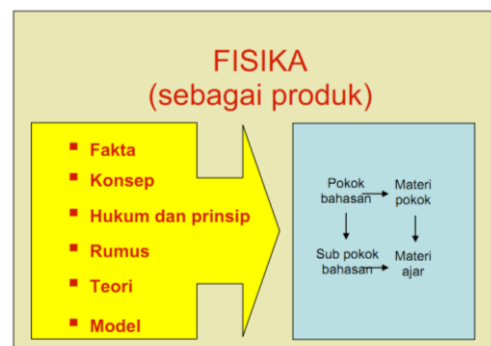 FISIKA
(sebagai produk)
Fakta
Konsep
Hukum dan prinsip
Rumus
Teori
Model
Pokok
bahasan
Materi
pokok
Sub pokok
bahasan
Materi
ajar